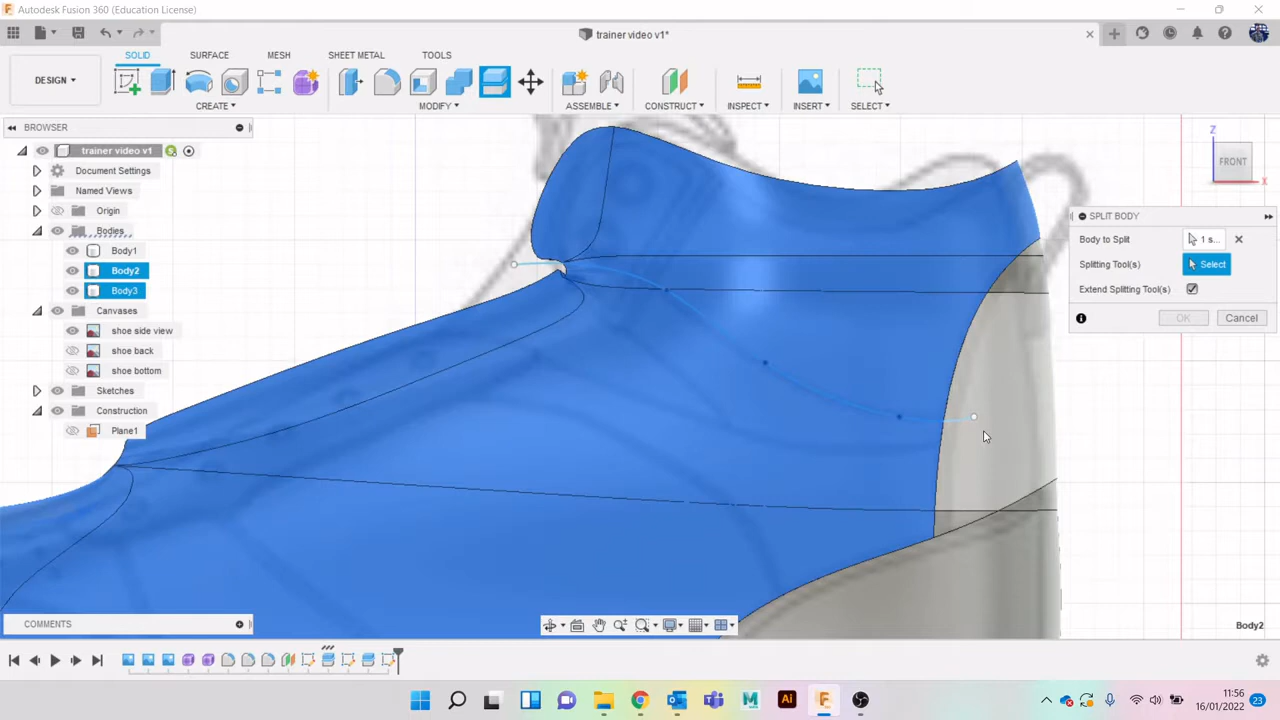 Autodesk Fusion 360 (Education License)
trainer video v1*
DESIGN
SOLID SURFACE MESH SHEET METAL TOOLS
CREATE MODIFY ASSEMBLE CONSTRUCT INSPECT INSERT SELECT
BROWSER
trainer video v1
Document Settings
Named Views
Origin
Bodies
Body1
Body2
Body3
Canvases
shoe side view
shoe back
shoe bottom
Sketches
Construction
Plane1
Z
FRONT
X
SPLIT BODY
Body to Split 1 s...
Splitting Tool(s) Select
Extend Splitting Tool(s)
OK Cancel
COMMENTS
Body2
11:56
16/01/2022
23